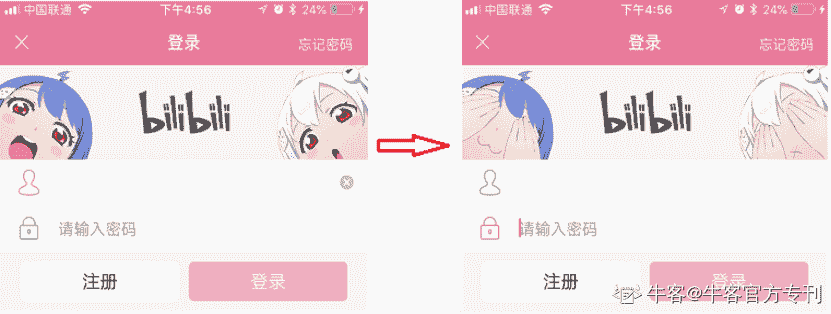 中国联通 下午4:56 24%
登录 忘记密码
bilibili
请输入密码
注册 登录
中国联通 下午4:56 24%
登录 忘记密码
bilibili
请输入密码
注册 登录
牛客@牛客官方专刊